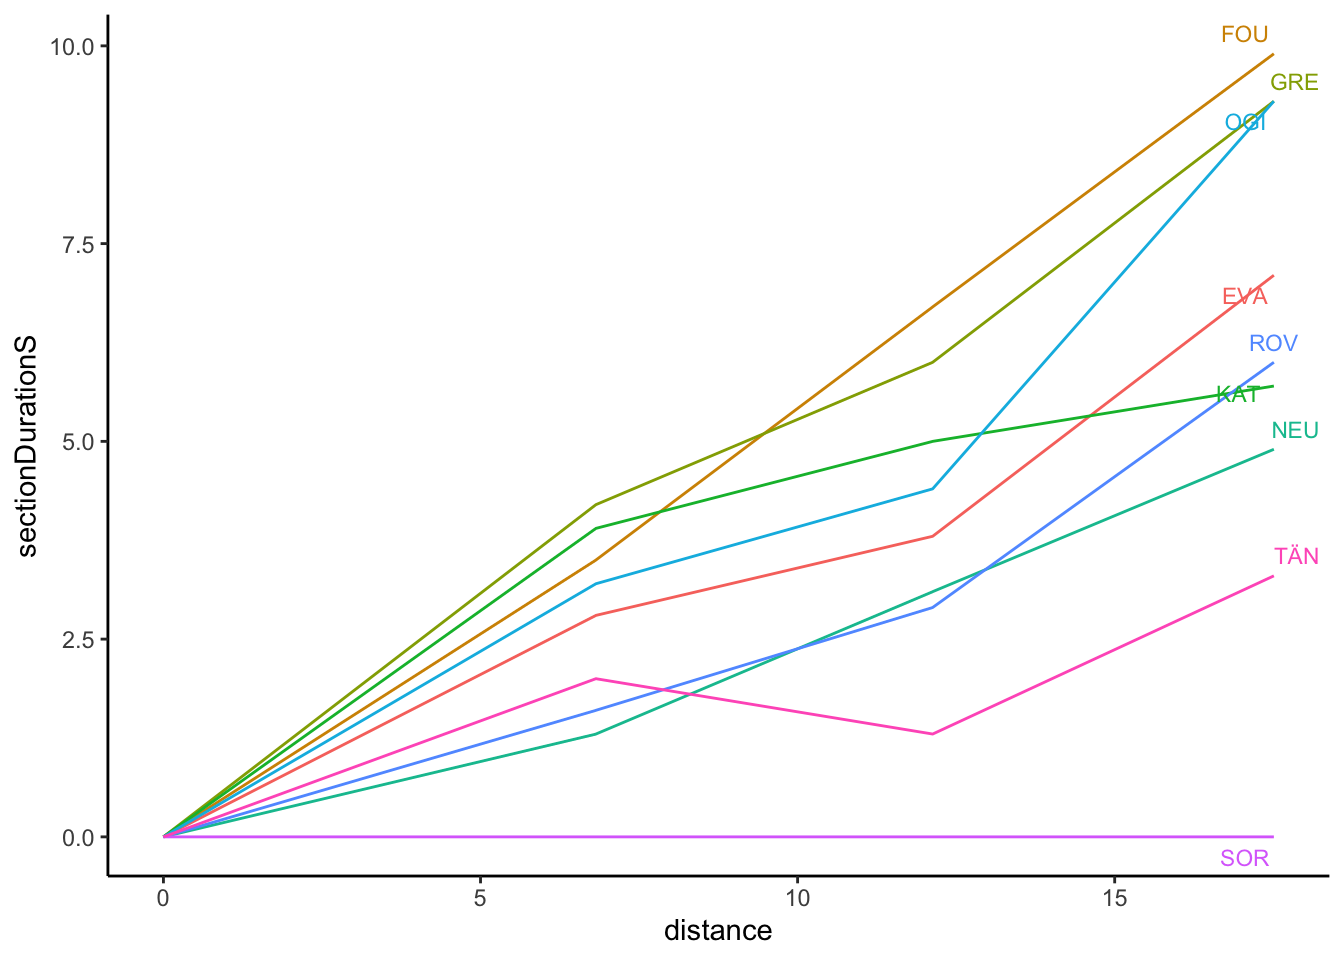 FOU
10.0
GRE
OGI
7.5
EVA
ROV
KAT
5.0
NEU
sectionDurationS
TÄN
2.5
0.0
SOR
0
5
10
15
distance